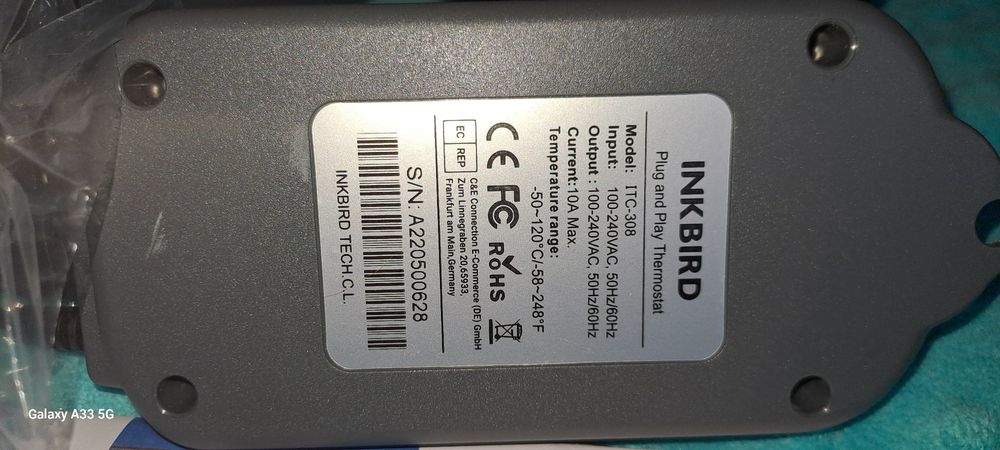 INKBIRD
Plug and Play Thermostat
Model: ITC-308
Input: 100-240VAC, 50Hz/60Hz
Output : 100-240VAC, 50Hz/60Hz
Current:10A Max.
Temperature range:
-50~120°C/-58~248°F
CE FC RoHS
EC REP
C&E Connection E-Commerce (DE) GmbH
Zum Linnegraben 20,65933,
Frankfurt am Main,Germany
S/N: A220500628
INKBIRD TECH.C.L.
Galaxy A33 5G